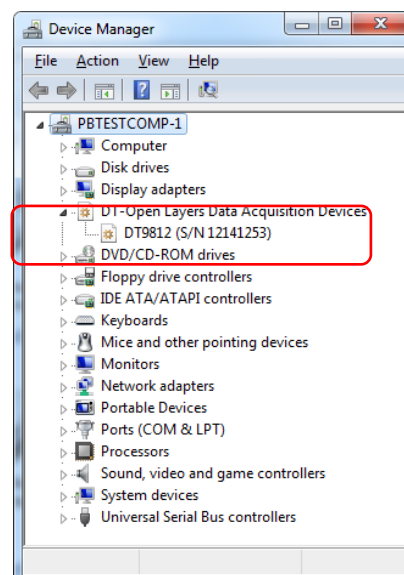 Device Manager
File Action View Help
PBTESTCOMP-1
Computer
Disk drives
Display adapters
DT-Open Layers Data Acquisition Devices
DT9812 (S/N 12141253)
DVD/CD-ROM drives
Floppy drive controllers
IDE ATA/ATAPI controllers
Keyboards
Mice and other pointing devices
Monitors
Network adapters
Portable Devices
Ports (COM & LPT)
Processors
Sound, video and game controllers
System devices
Universal Serial Bus controllers